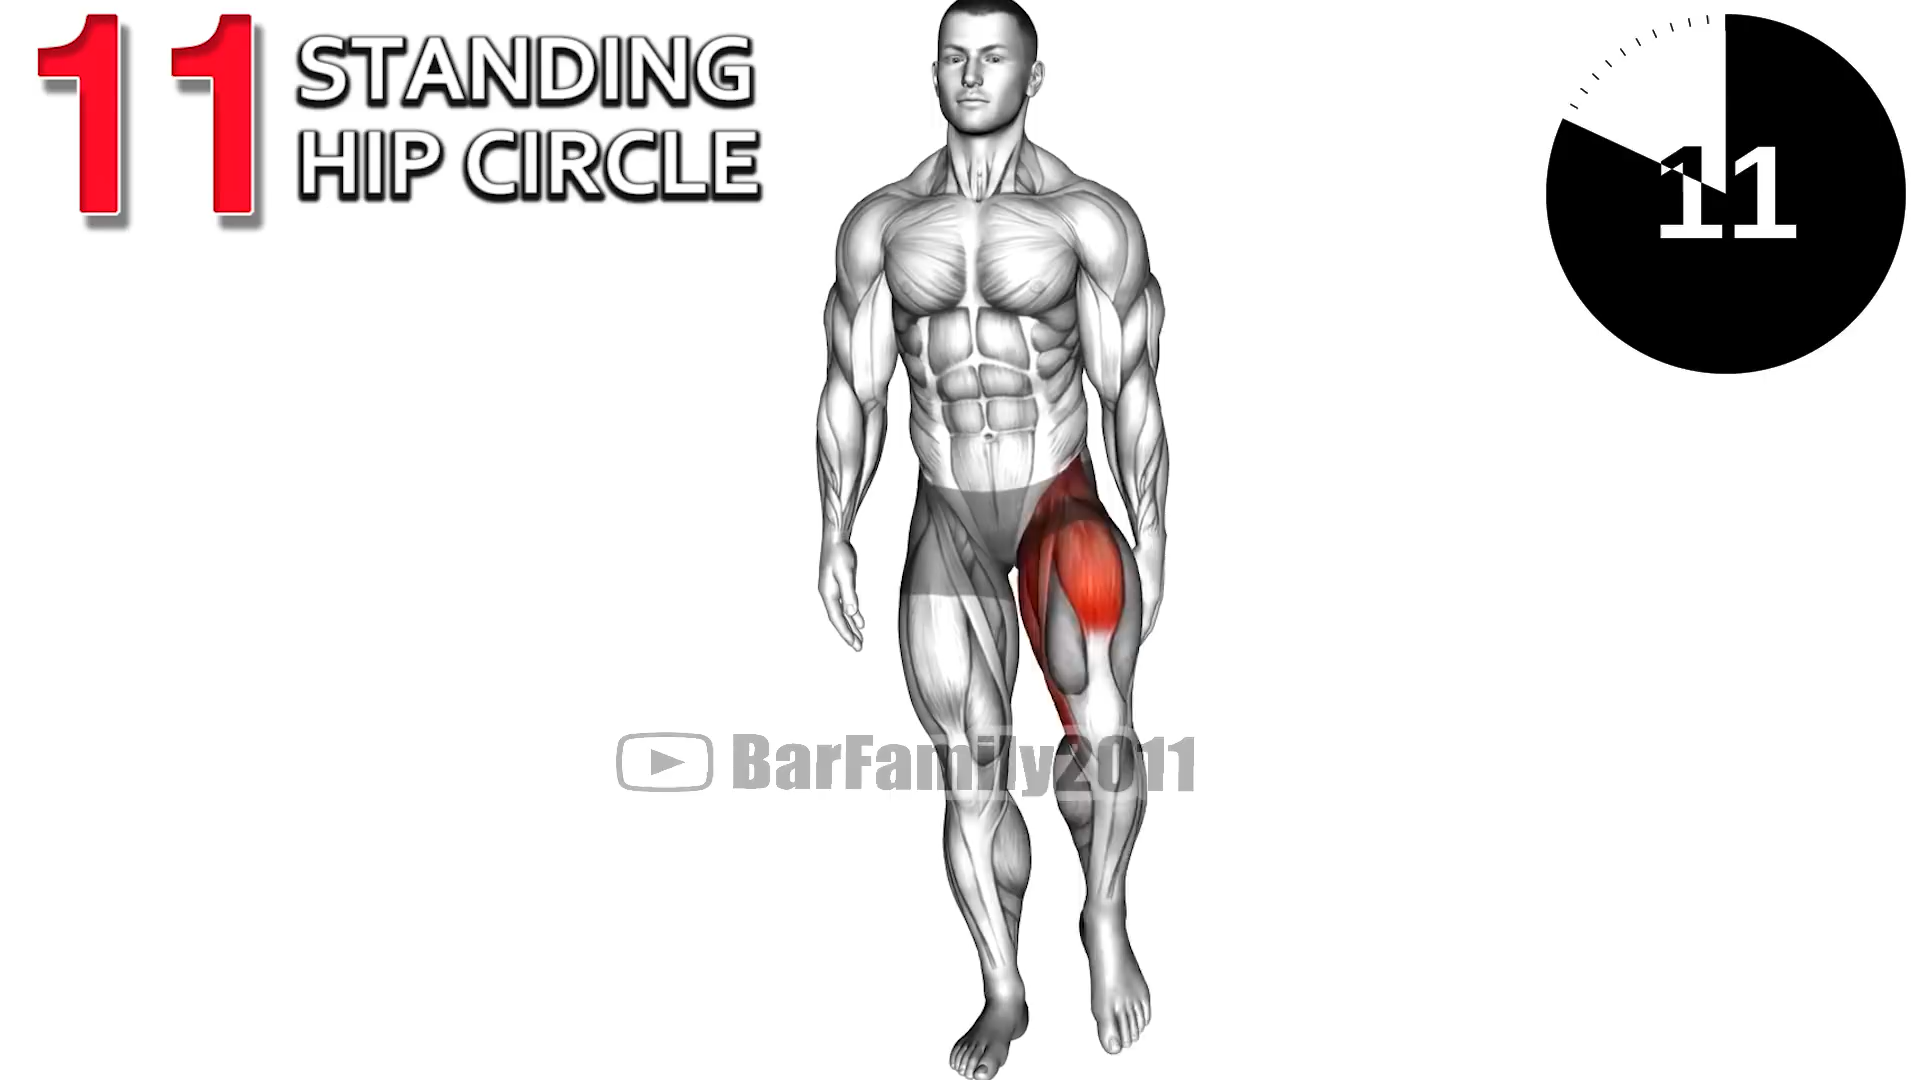 11
STANDING
HIP CIRCLE
11
BarFamily2011